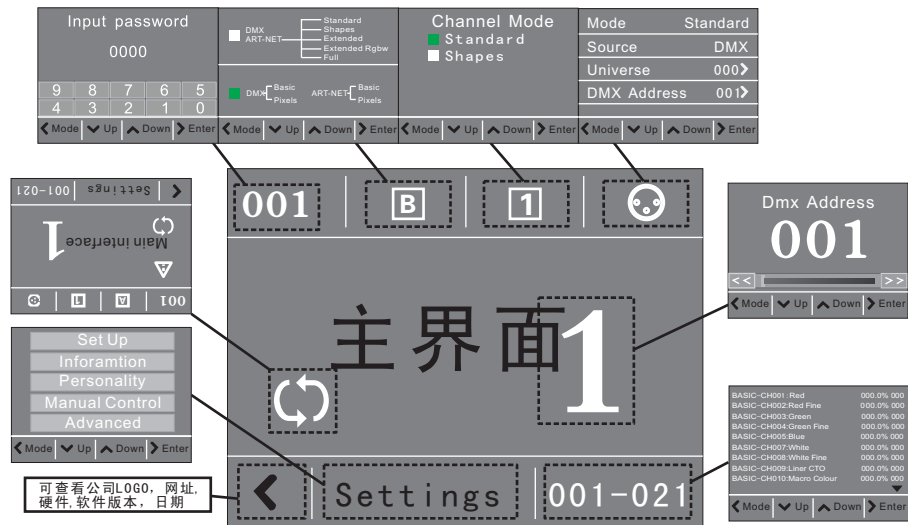 Input password
0000
9 8 7 6 5
4 3 2 1 0
Mode Up Down Enter
DMX
ART-NET
Standard
Shapes
Extended
Extended Rgbw
Full
DMX
Basic
Pixels
ART-NET
Basic
Pixels
Mode Up Down Enter
Channel Mode
Standard
Shapes
Mode Up Down Enter
Mode Standard
Source DMX
Universe 000
DMX Address 001
Mode Up Down Enter
001 B 1
主界面 1
Settings 001-021
001 A 1
Main interface 1
Settings 001-021
Set Up
Inforamtion
Personality
Manual Control
Advanced
Mode Up Down Enter
可查看公司LOGO, 网址,
硬件,软件版本, 日期
Dmx Address
001
<< >>
Mode Up Down Enter
BASIC-CH001:Red 000.0% 000
BASIC-CH002:Red Fine 000.0% 000
BASIC-CH003:Green 000.0% 000
BASIC-CH004:Green Fine 000.0% 000
BASIC-CH005:Blue 000.0% 000
BASIC-CH007:White 000.0% 000
BASIC-CH008:White Fine 000.0% 000
BASIC-CH009:Liner CTO 000.0% 000
BASIC-CH010:Macro Colour 000.0% 000
Mode Up Down Enter